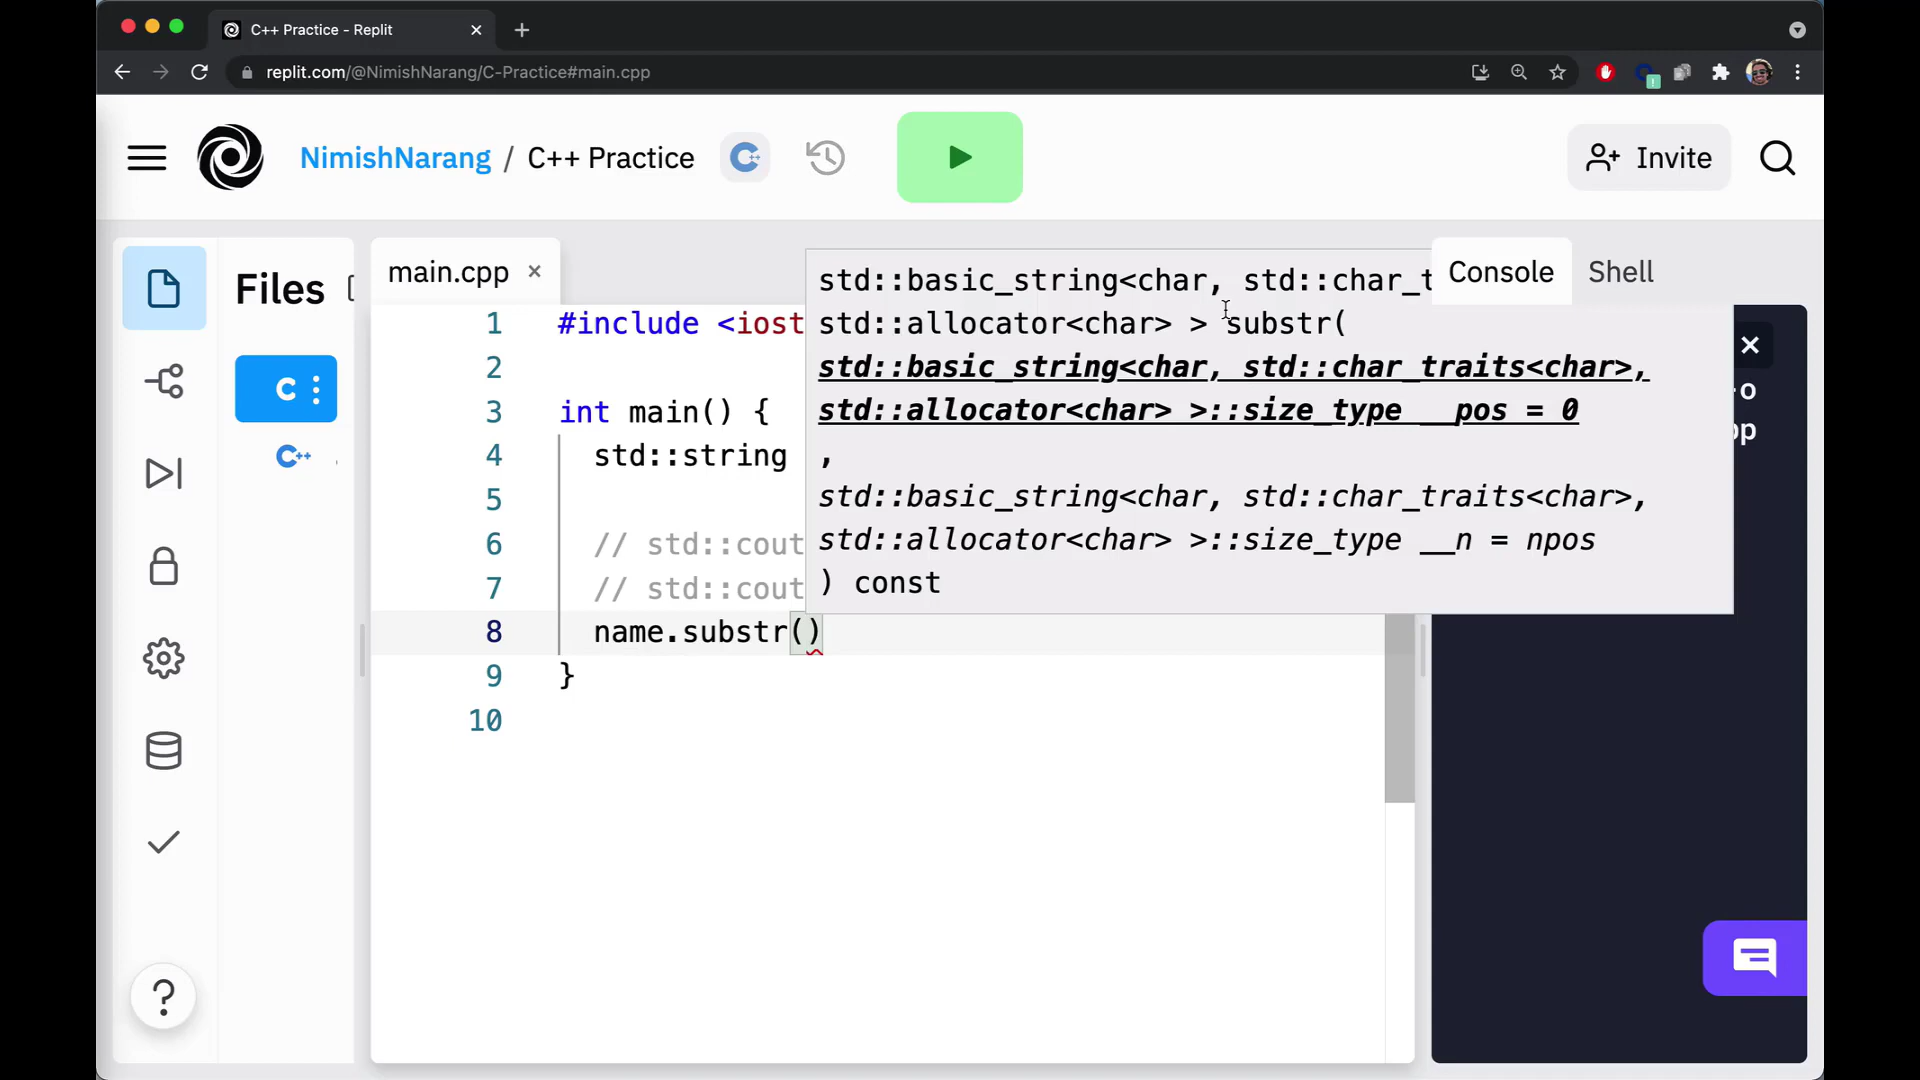 C++ Practice - Replit
replit.com/@NimishNarang/C-Practice#main.cpp
NimishNarang / C++ Practice
Invite
Files
main.cpp
Console
Shell
1 #include <iost
2
3 int main() {
4 std::string
5
6 // std::cout
7 // std::cout
8 name.substr()
9 }
10
std::basic_string<char, std::char_t
std::allocator<char> > substr(
std::basic_string<char, std::char_traits<char>,
std::allocator<char> >::size_type __pos = 0
,
std::basic_string<char, std::char_traits<char>,
std::allocator<char> >::size_type __n = npos
) const
-o
pp